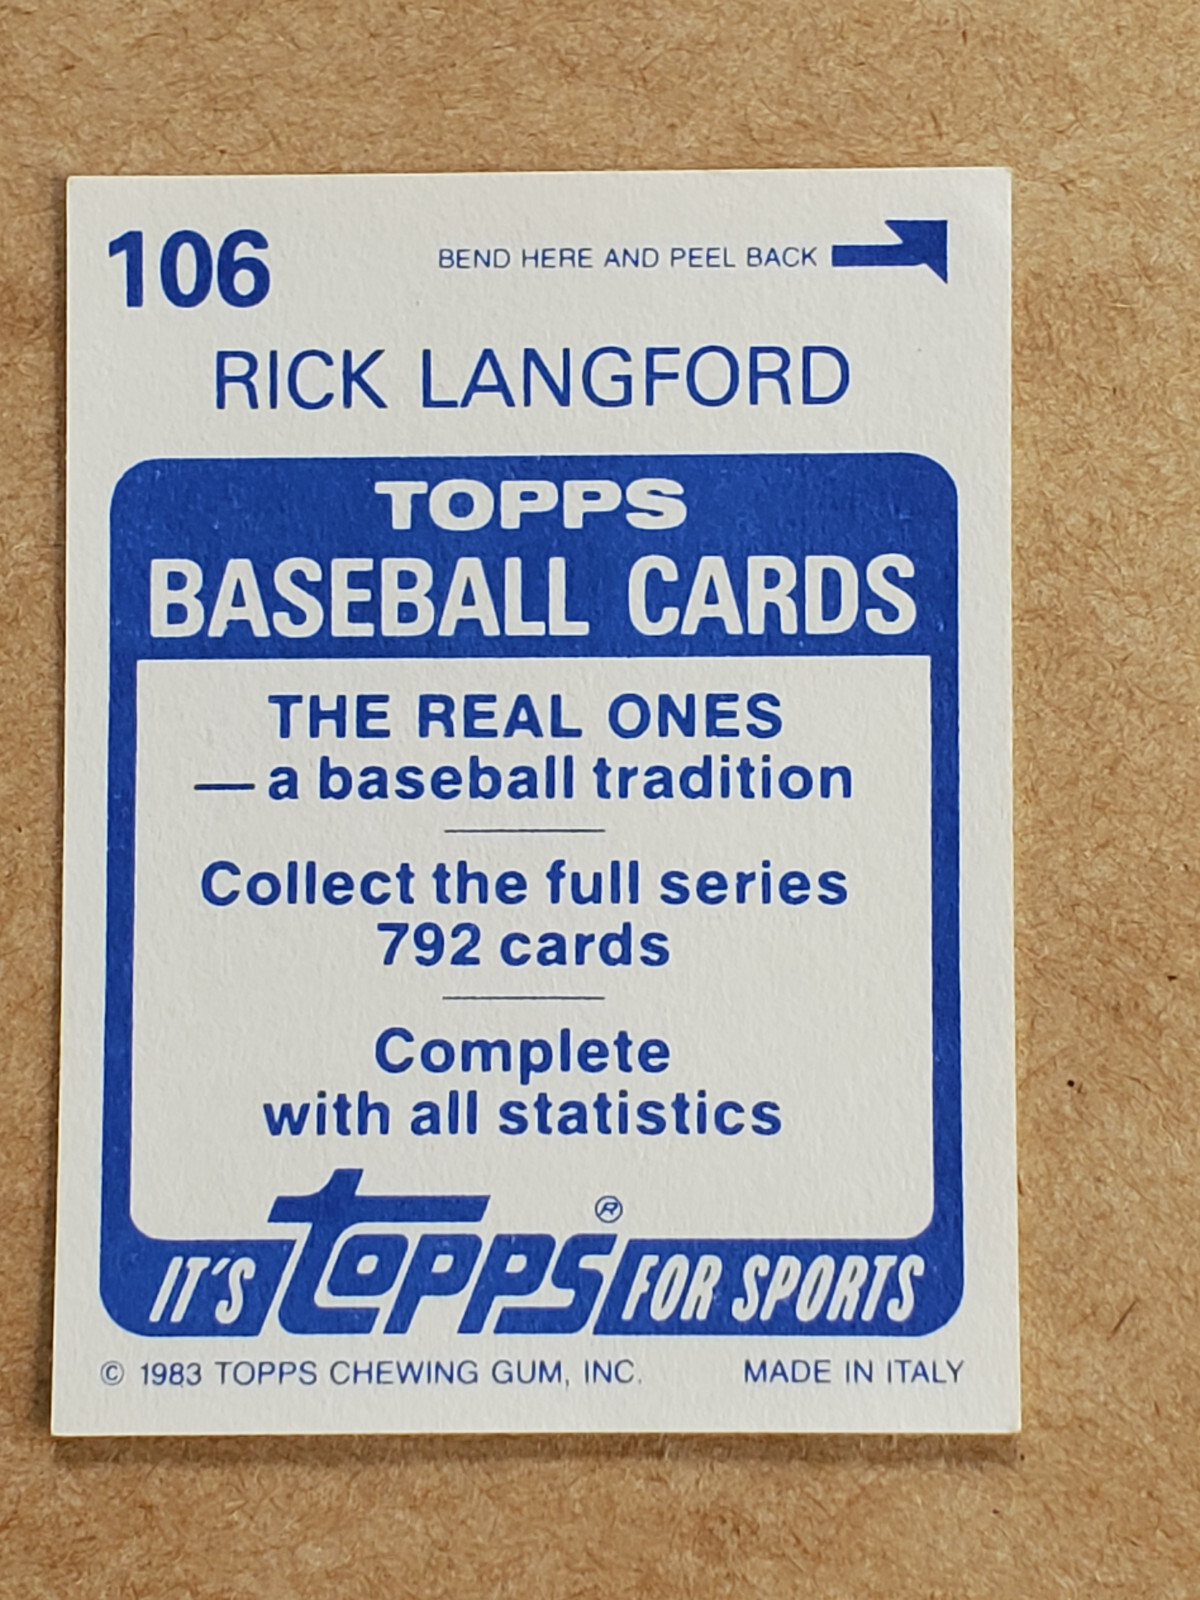 106
BEND HERE AND PEEL BACK
RICK LANGFORD
TOPPS
BASEBALL CARDS
THE REAL ONES
— a baseball tradition
Collect the full series
792 cards
Complete
with all statistics
IT'S topps® FOR SPORTS
© 1983 TOPPS CHEWING GUM, INC. MADE IN ITALY